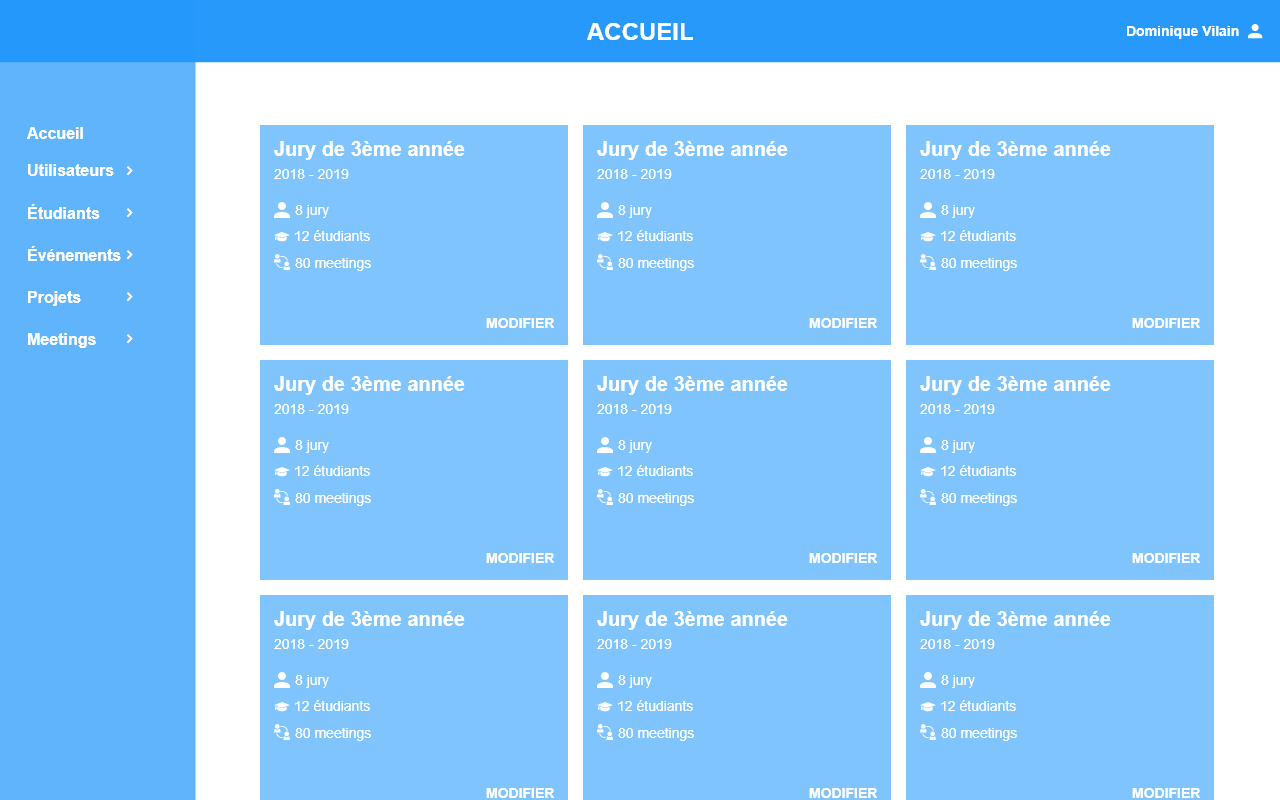 ACCUEIL
Dominique Vilain
Accueil
Utilisateurs
Étudiants
Événements
Projets
Meetings
Jury de 3ème année
2018 - 2019
8 jury
12 étudiants
80 meetings
MODIFIER
Jury de 3ème année
2018 - 2019
8 jury
12 étudiants
80 meetings
MODIFIER
Jury de 3ème année
2018 - 2019
8 jury
12 étudiants
80 meetings
MODIFIER
Jury de 3ème année
2018 - 2019
8 jury
12 étudiants
80 meetings
MODIFIER
Jury de 3ème année
2018 - 2019
8 jury
12 étudiants
80 meetings
MODIFIER
Jury de 3ème année
2018 - 2019
8 jury
12 étudiants
80 meetings
MODIFIER
Jury de 3ème année
2018 - 2019
8 jury
12 étudiants
80 meetings
MODIFIER
Jury de 3ème année
2018 - 2019
8 jury
12 étudiants
80 meetings
MODIFIER
Jury de 3ème année
2018 - 2019
8 jury
12 étudiants
80 meetings
MODIFIER